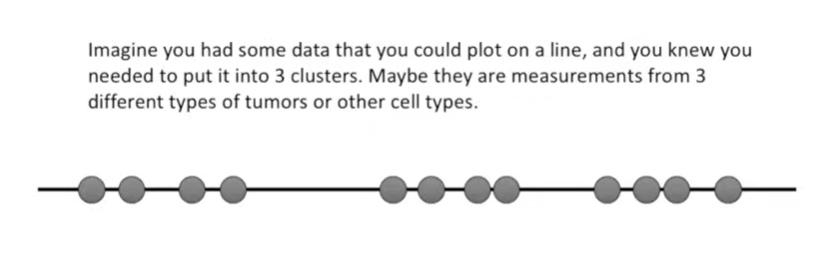 Imagine you had some data that you could plot on a line, and you knew you
needed to put it into 3 clusters. Maybe they are measurements from 3
different types of tumors or other cell types.